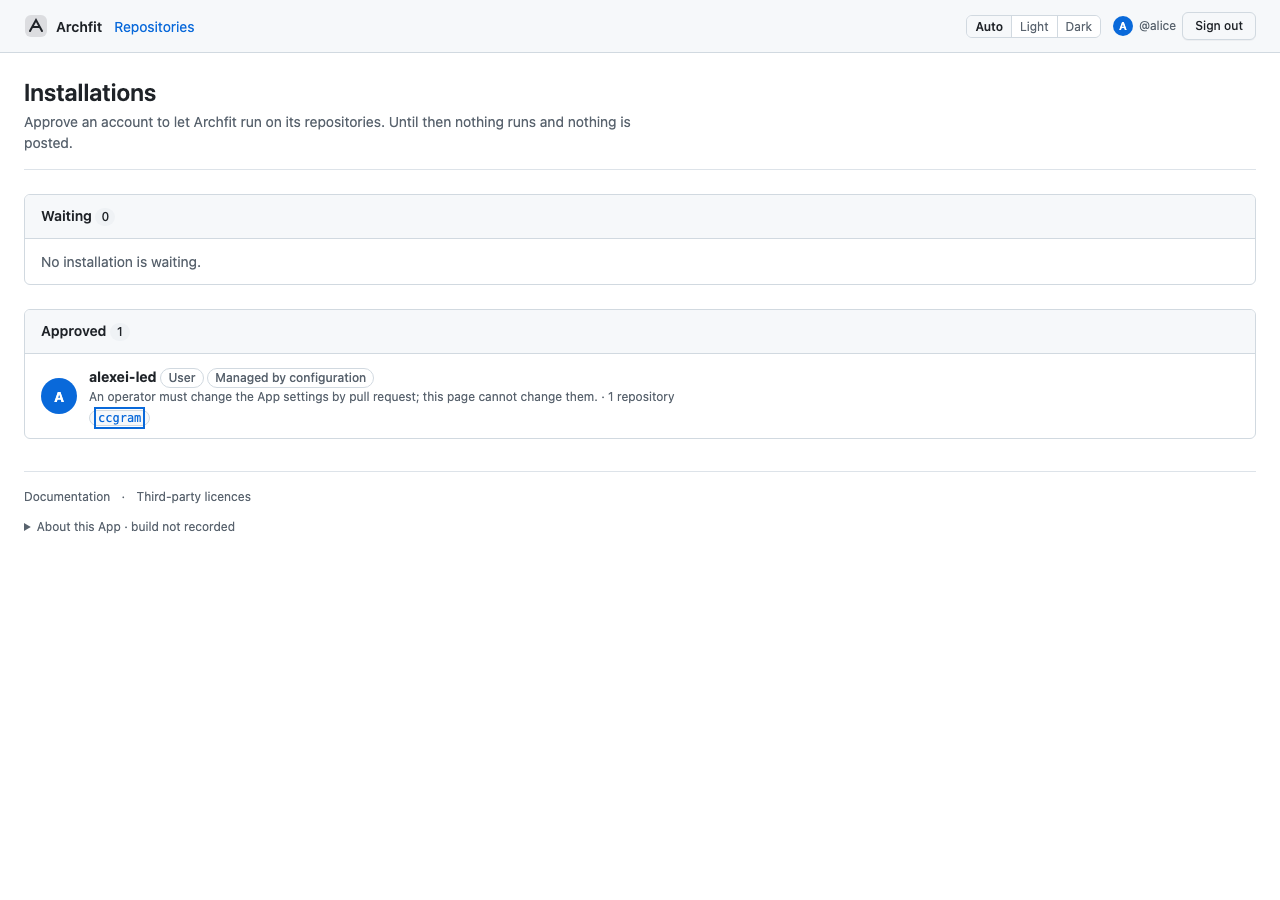 Archfit Repositories Auto Light Dark A @alice Sign out
Installations
Approve an account to let Archfit run on its repositories. Until then nothing runs and nothing is
posted.
Waiting 0
No installation is waiting.
Approved 1
A
alexei-led User Managed by configuration
An operator must change the App settings by pull request; this page cannot change them. · 1 repository
ccgram
Documentation · Third-party licences
About this App · build not recorded